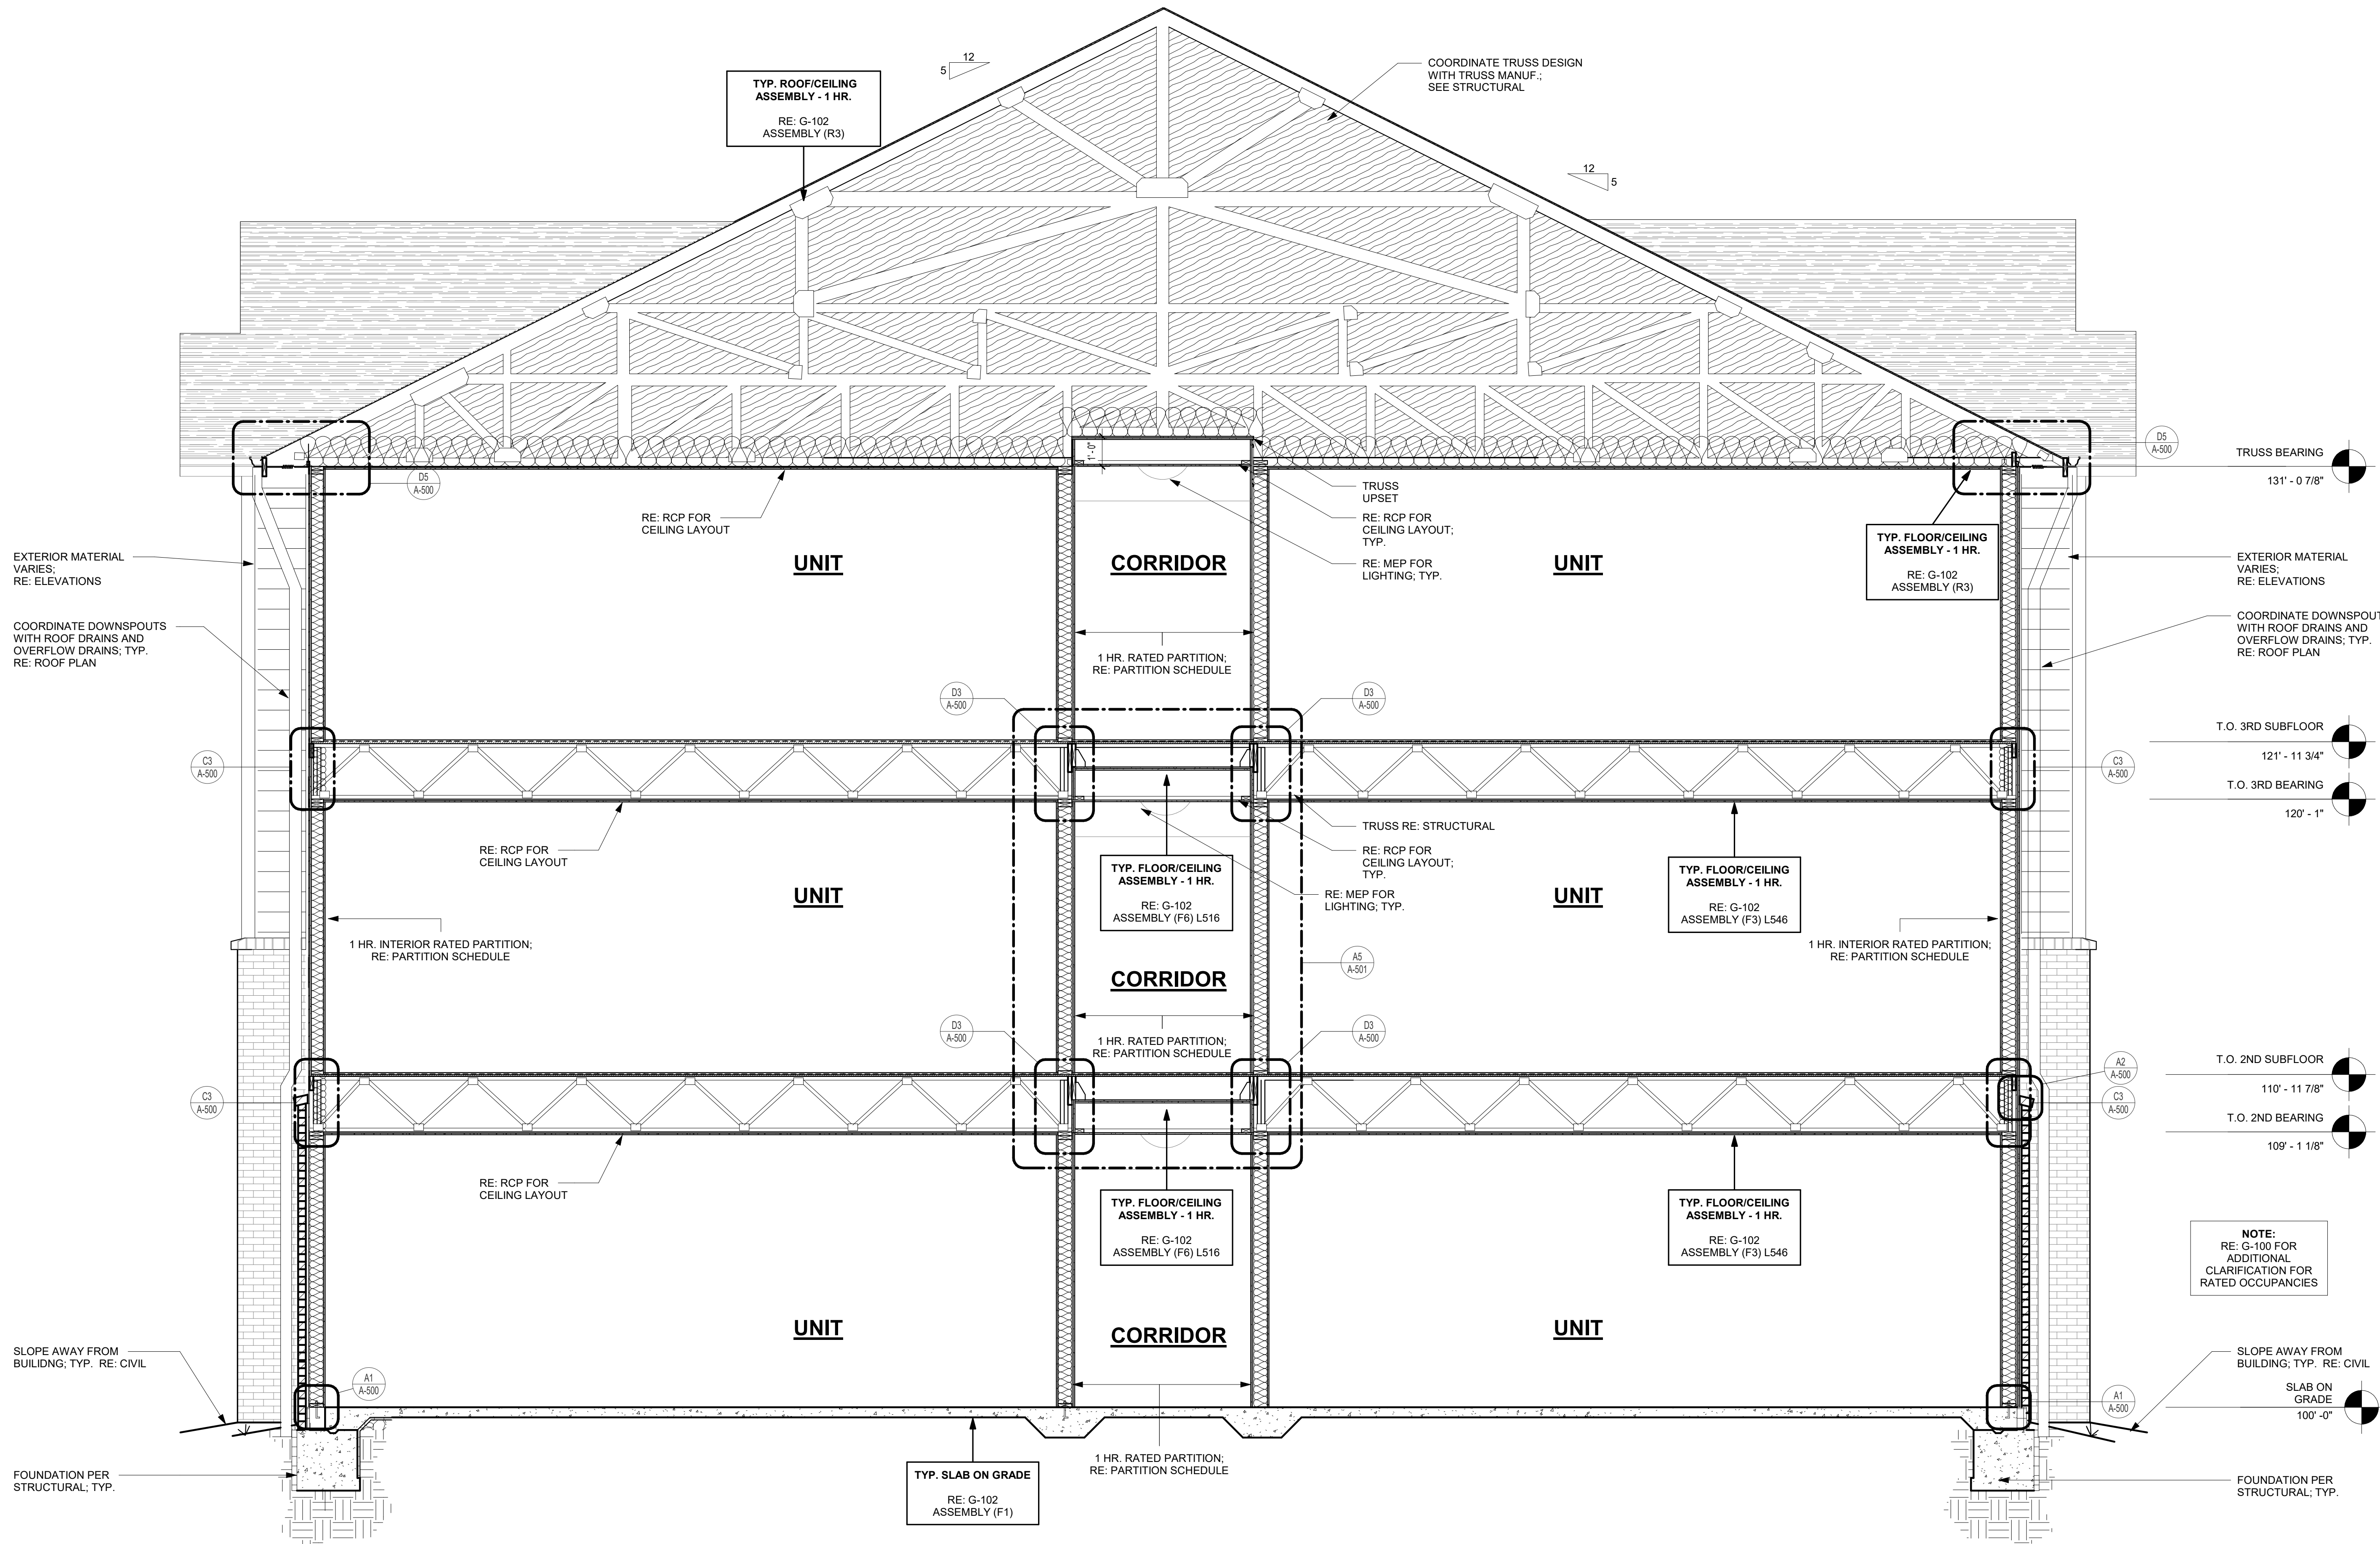 12
5
TYP. ROOF/CEILING
ASSEMBLY - 1 HR.
RE: G-102
ASSEMBLY (R3)
COORDINATE TRUSS DESIGN
WITH TRUSS MANUF.;
SEE STRUCTURAL
12
5
D5
A-500
D5
A-500
1'-0"
TRUSS BEARING
131' - 0 7/8"
RE: RCP FOR
CEILING LAYOUT
TRUSS
UPSET
RE: RCP FOR
CEILING LAYOUT;
TYP.
RE: MEP FOR
LIGHTING; TYP.
TYP. FLOOR/CEILING
ASSEMBLY - 1 HR.
RE: G-102
ASSEMBLY (R3)
EXTERIOR MATERIAL
VARIES;
RE: ELEVATIONS
UNIT
CORRIDOR
UNIT
EXTERIOR MATERIAL
VARIES;
RE: ELEVATIONS
COORDINATE DOWNSPOUTS
WITH ROOF DRAINS AND
OVERFLOW DRAINS; TYP.
RE: ROOF PLAN
1 HR. RATED PARTITION;
RE: PARTITION SCHEDULE
COORDINATE DOWNSPOUT
WITH ROOF DRAINS AND
OVERFLOW DRAINS; TYP.
RE: ROOF PLAN
D3
A-500
D3
A-500
C3
A-500
C3
A-500
T.O. 3RD SUBFLOOR
121' - 11 3/4"
T.O. 3RD BEARING
120' - 1"
RE: RCP FOR
CEILING LAYOUT
TRUSS RE: STRUCTURAL
RE: RCP FOR
CEILING LAYOUT;
TYP.
RE: MEP FOR
LIGHTING; TYP.
TYP. FLOOR/CEILING
ASSEMBLY - 1 HR.
RE: G-102
ASSEMBLY (F6) L516
TYP. FLOOR/CEILING
ASSEMBLY - 1 HR.
RE: G-102
ASSEMBLY (F3) L546
UNIT
UNIT
1 HR. INTERIOR RATED PARTITION;
RE: PARTITION SCHEDULE
1 HR. INTERIOR RATED PARTITION;
RE: PARTITION SCHEDULE
A5
A-501
CORRIDOR
1 HR. RATED PARTITION;
RE: PARTITION SCHEDULE
D3
A-500
D3
A-500
C3
A-500
A2
A-500
C3
A-500
T.O. 2ND SUBFLOOR
110' - 11 7/8"
T.O. 2ND BEARING
109' - 1 1/8"
RE: RCP FOR
CEILING LAYOUT
TYP. FLOOR/CEILING
ASSEMBLY - 1 HR.
RE: G-102
ASSEMBLY (F6) L516
TYP. FLOOR/CEILING
ASSEMBLY - 1 HR.
RE: G-102
ASSEMBLY (F3) L546
NOTE:
RE: G-100 FOR
ADDITIONAL
CLARIFICATION FOR
RATED OCCUPANCIES
UNIT
CORRIDOR
UNIT
SLOPE AWAY FROM
BUILIDNG; TYP. RE: CIVIL
SLOPE AWAY FROM
BUILDING; TYP. RE: CIVIL
A1
A-500
A1
A-500
SLAB ON
GRADE
100' -0"
1 HR. RATED PARTITION;
RE: PARTITION SCHEDULE
FOUNDATION PER
STRUCTURAL; TYP.
TYP. SLAB ON GRADE
RE: G-102
ASSEMBLY (F1)
FOUNDATION PER
STRUCTURAL; TYP.